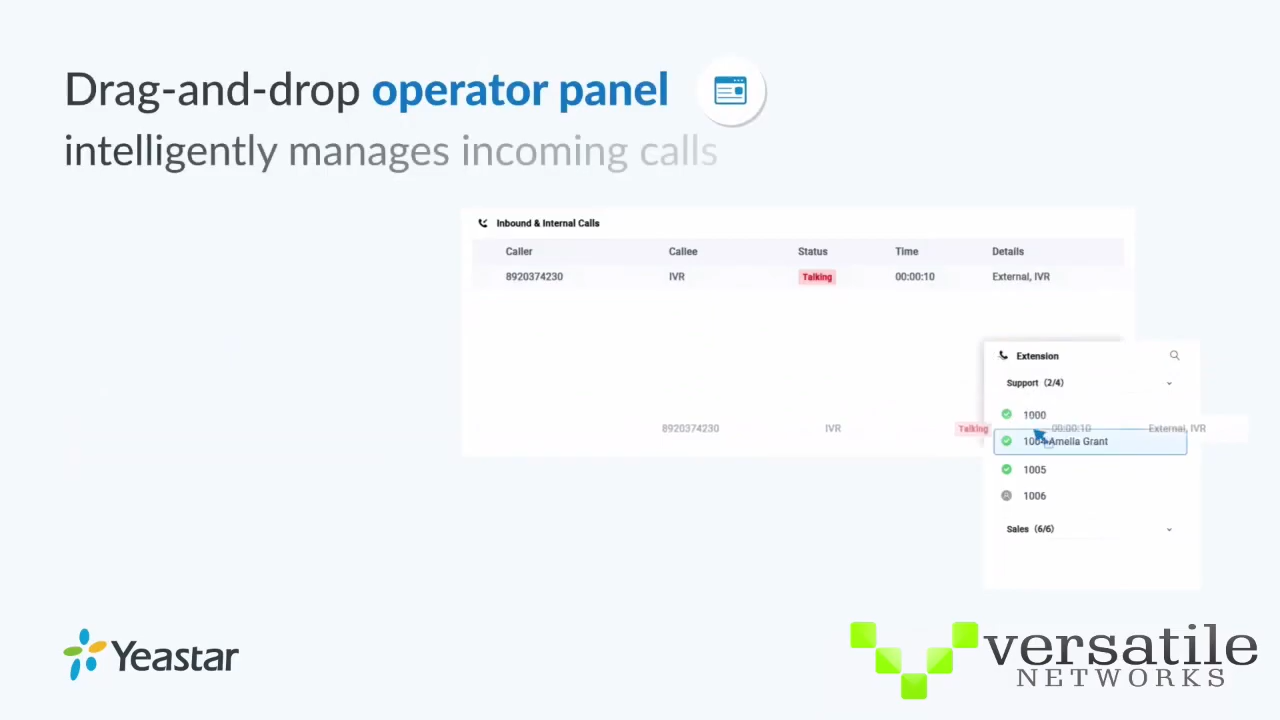 Drag-and-drop operator panel
intelligently manages incoming calls
Inbound & Internal Calls
Caller Callee Status Time Details
8920374230 IVR Talking 00:00:10 External, IVR
Extension
Support (2/4)
1000
8920374230 IVR Talking 00:00:10 External, IVR
1004-Amelia Grant
1005
1006
Sales (6/6)
Yeastar
versatile
NETWORKS